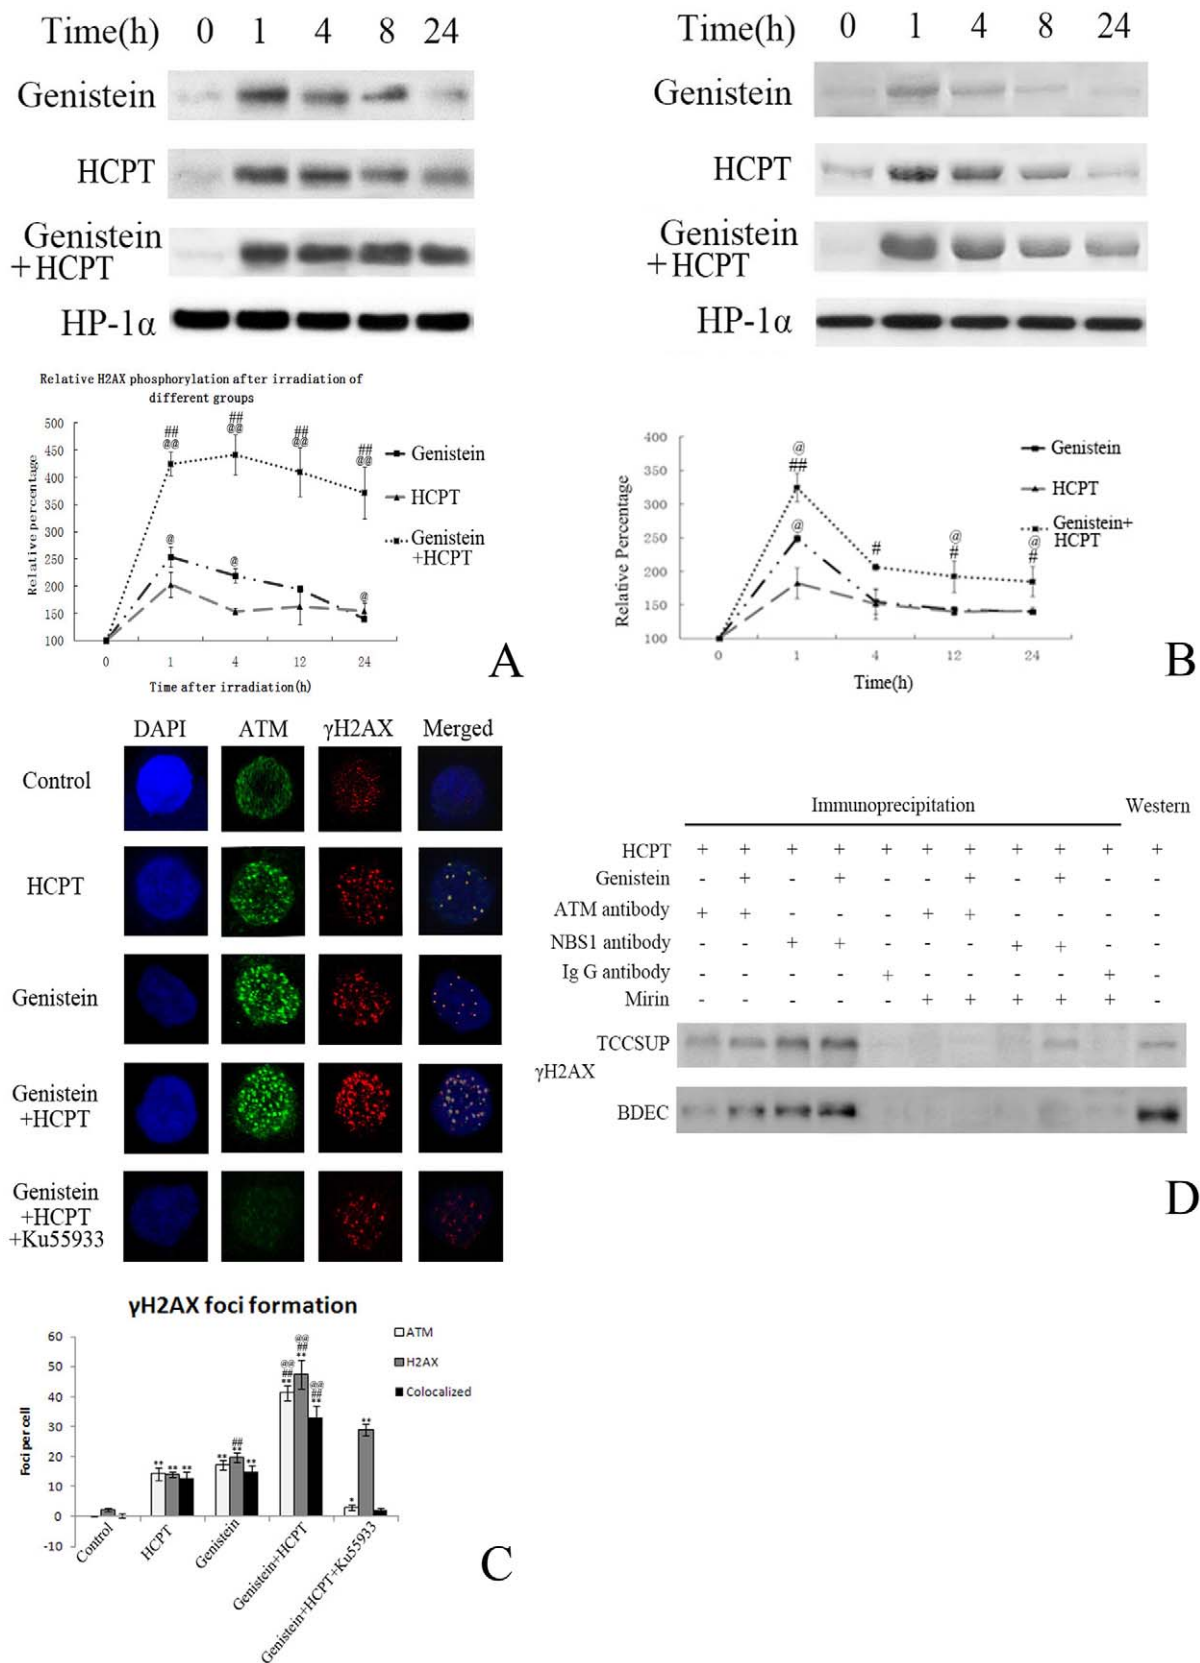 Time(h) 0 1 4 8 24
Genistein
HCPT
Genistein
+HCPT
HP-1α
Relative H2AX phosphorylation after irradiation of
different groups
Relative percentage
500
450
400
350
300
250
200
150
100
## @@
## @@
## @@
## @@
@
@
@
Genistein
HCPT
Genistein
+HCPT
0 1 4 12 24
Time after irradiation(h)
A
Time(h) 0 1 4 8 24
Genistein
HCPT
Genistein
+HCPT
HP-1α
Relative Percentage
400
350
300
250
200
150
100
@
##
@
#
@
#
@
#
Genistein
HCPT
Genistein+
HCPT
0 1 4 12 24
Time(h)
B
DAPI ATM γH2AX Merged
Control
HCPT
Genistein
Genistein
+HCPT
Genistein
+HCPT
+Ku55933
γH2AX foci formation
Foci per cell
60
50
40
30
20
10
0
-10
** ** **
** ## ** **
@@ ## **
@@ ## **
@@ ## **
* **
ATM
H2AX
Colocalized
Control
HCPT
Genistein
Genistein+HCPT
Genistein+HCPT+Ku55933
C
Immunoprecipitation Western
HCPT + + + + + + + + + + +
Genistein - + - + - - + - + - -
ATM antibody + + - - - + + - - - -
NBS1 antibody - - + + - - - + + - -
Ig G antibody - - - - + - - - - + -
Mirin - - - - - + + + + + -
TCCSUP
γH2AX
BDEC
D